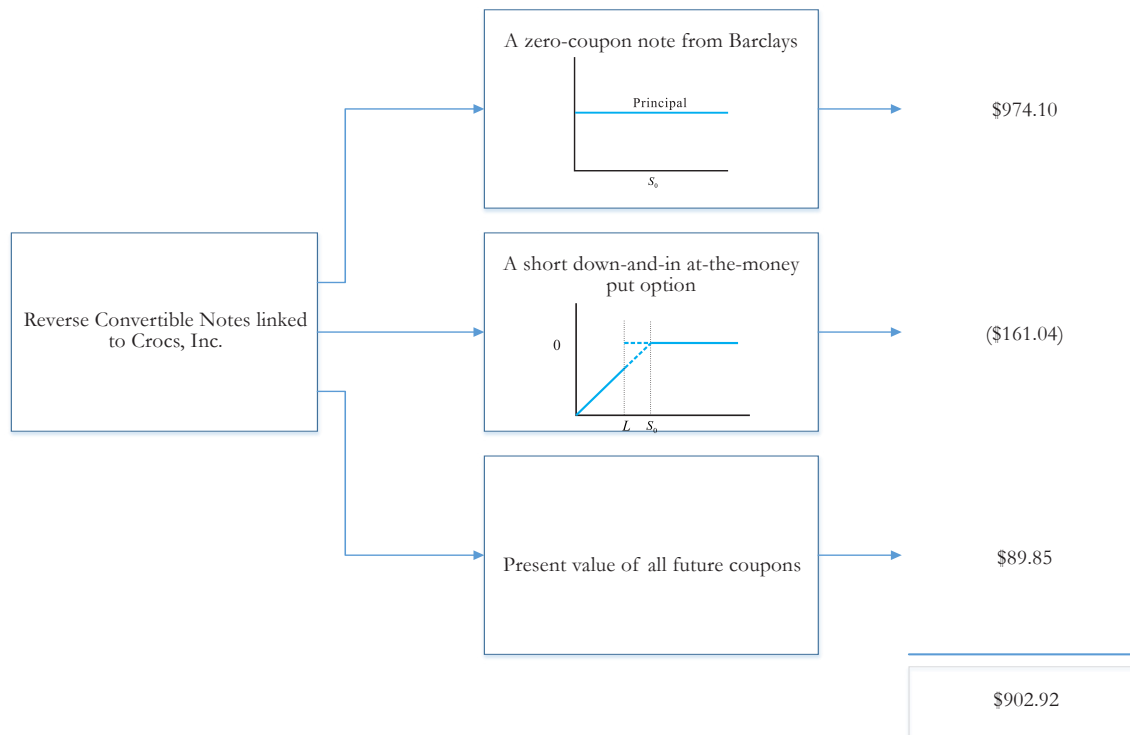 A zero-coupon note from Barclays
Principal
S₀
$974.10
Reverse Convertible Notes linked
to Crocs, Inc.
A short down-and-in at-the-money
put option
0
L S₀
($161.04)
Present value of all future coupons
$89.85
$902.92